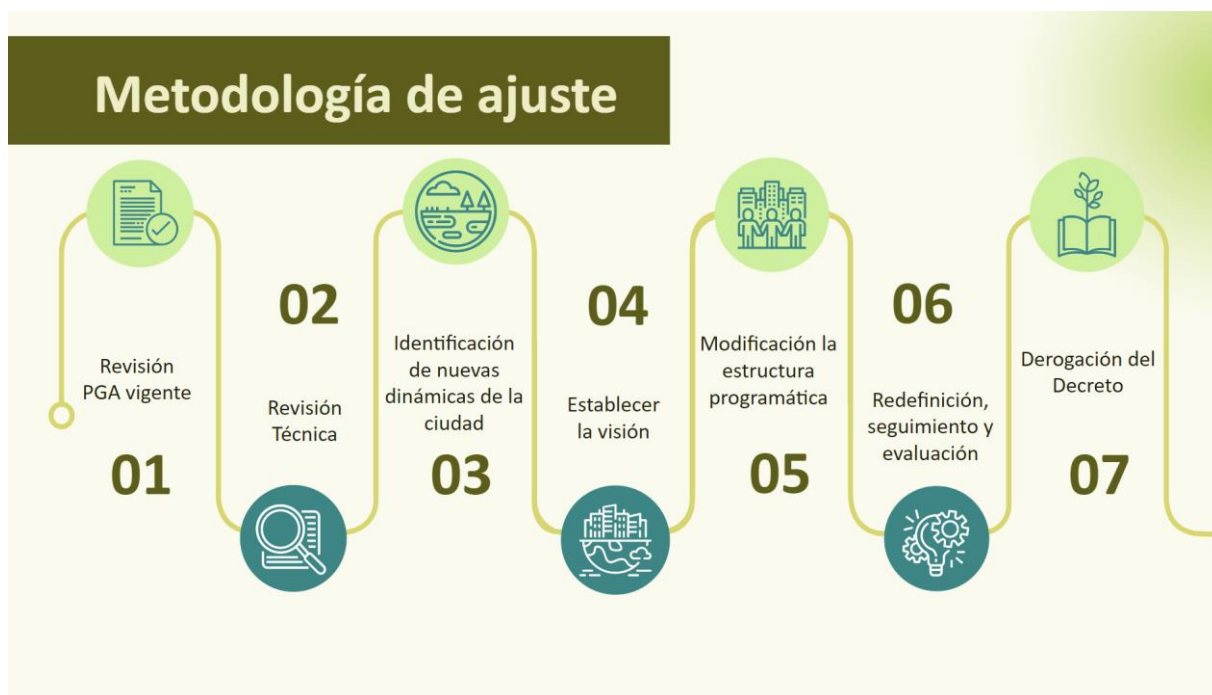 Metodología de ajuste
Revisión
PGA vigente
01
02
Revisión
Técnica
Identificación
de nuevas
dinámicas de la
ciudad
03
04
Establecer
la visión
Modificación la
estructura
programática
05
06
Redefinición,
seguimiento y
evaluación
Derogación del
Decreto
07